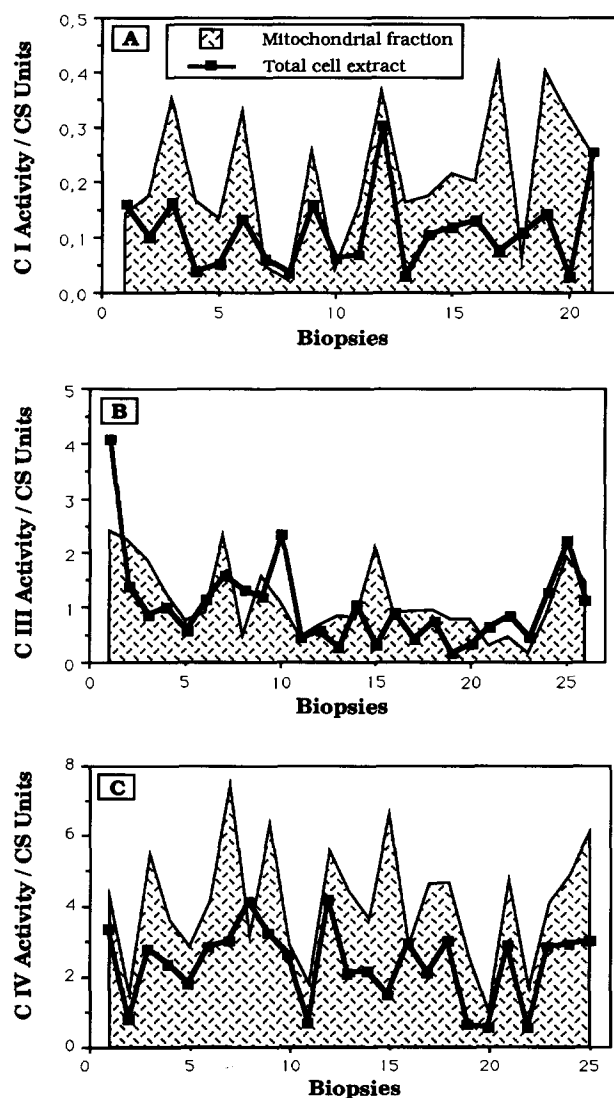 A
Mitochondrial fraction
Total cell extract
C I Activity / CS Units
0,5
0,4
0,3
0,2
0,1
0,0
0 5 10 15 20
Biopsies
B
C III Activity / CS Units
5
4
3
2
1
0
0 5 10 15 20 25
Biopsies
C
C IV Activity / CS Units
8
6
4
2
0
0 5 10 15 20 25
Biopsies